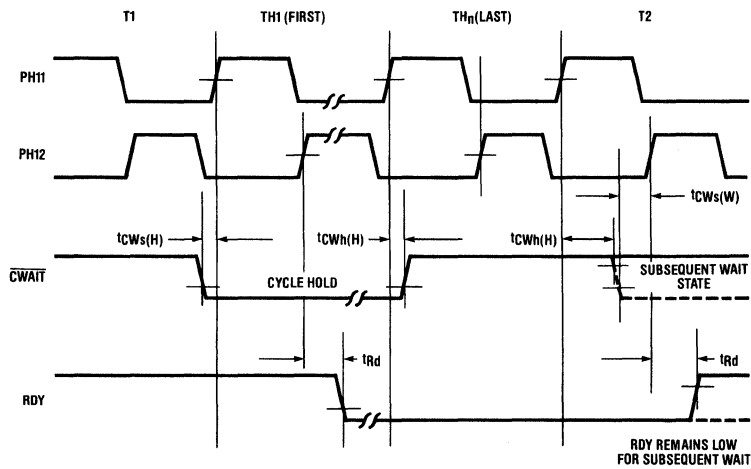 T1 TH1 (FIRST) THn(LAST) T2
PH11
PH12
tCWs(W)
tCWs(H) tCWh(H) tCWh(H)
CWAIT
CYCLE HOLD
SUBSEQUENT WAIT
STATE
tRd tRd
RDY
RDY REMAINS LOW
FOR SUBSEQUENT WAIT